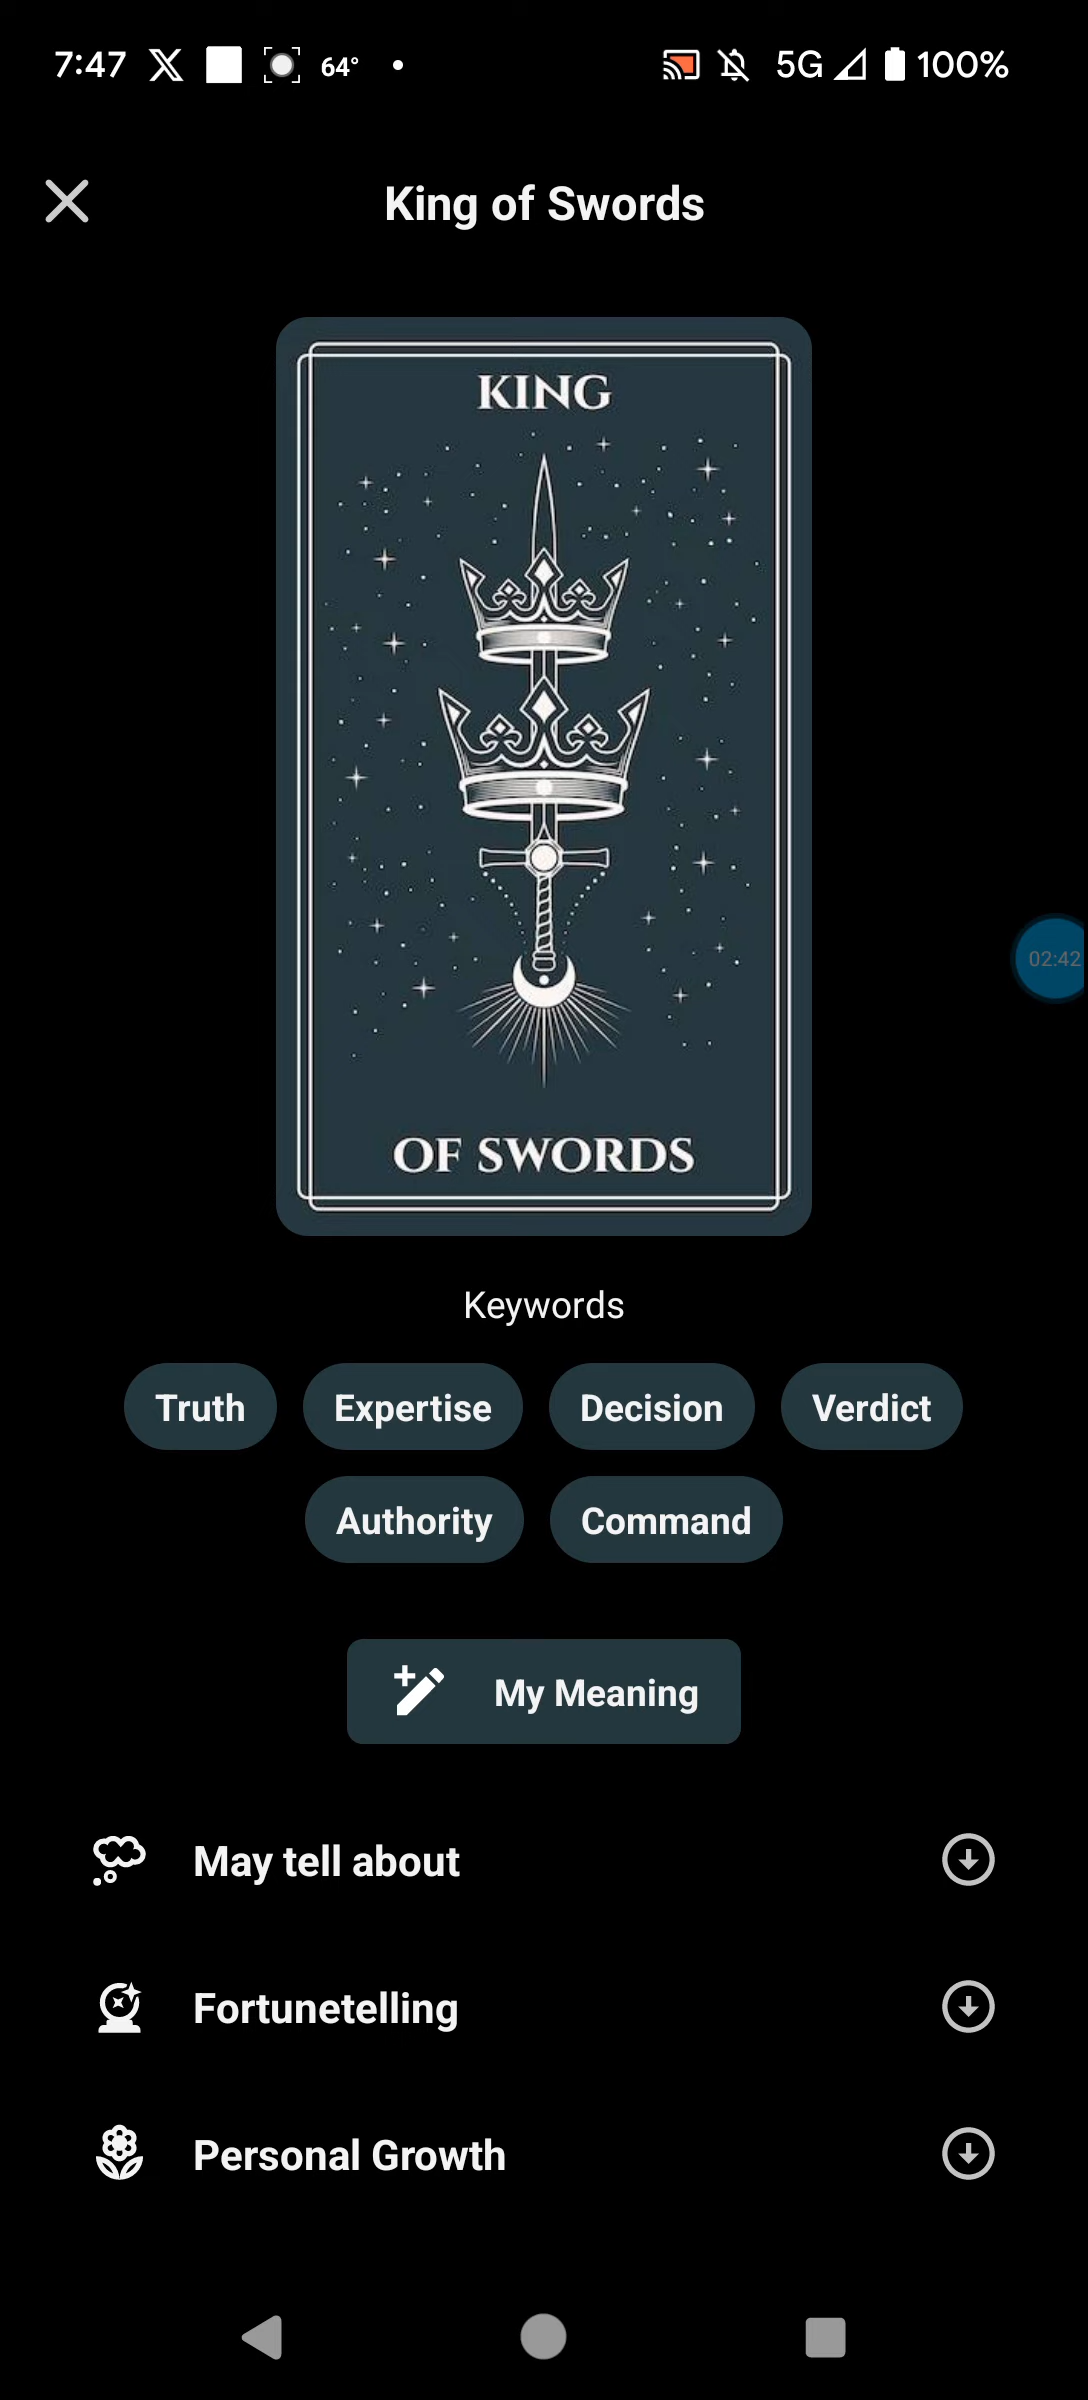 7:47 64° 5G 100%
King of Swords
KING
OF SWORDS
02:42
Keywords
Truth Expertise Decision Verdict
Authority Command
My Meaning
May tell about
Fortunetelling
Personal Growth